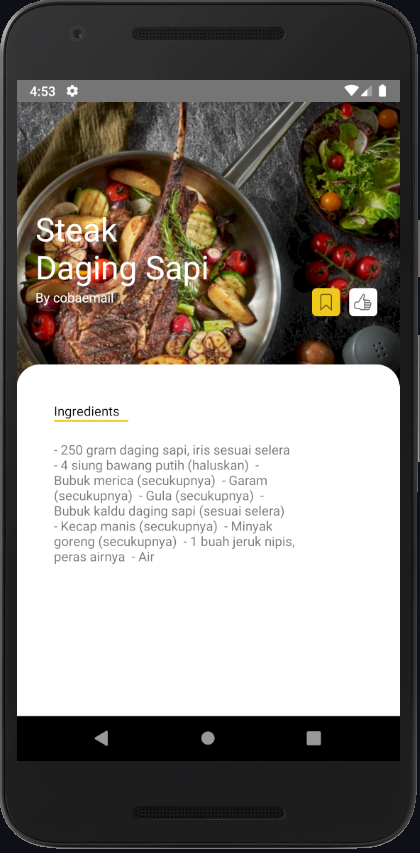 4:53
Steak
Daging Sapi
By cobaemail
Ingredients
- 250 gram daging sapi, iris sesuai selera
- 4 siung bawang putih (haluskan)  -
Bubuk merica (secukupnya)  - Garam
(secukupnya)  - Gula (secukupnya)  -
Bubuk kaldu daging sapi (sesuai selera)
- Kecap manis (secukupnya)  - Minyak
goreng (secukupnya)  - 1 buah jeruk nipis,
peras airnya  - Air